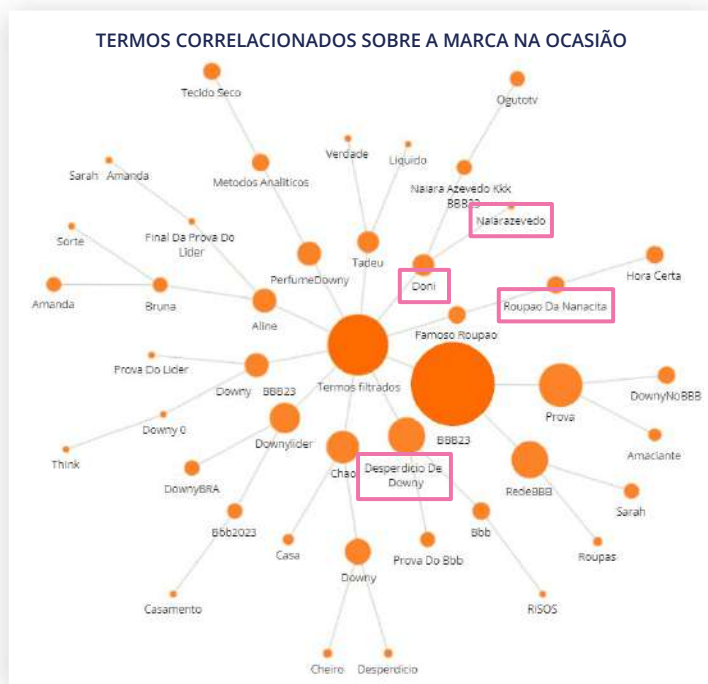 TERMOS CORRELACIONADOS SOBRE A MARCA NA OCASIÃO
Tecido Seco
Ogutotv
Verdade
Liquido
Sarah Amanda
Metodos Analiticos
Naiara Azevedo Kkk
BBB23
Naiarazevedo
Sorte
Final Da Prova Do
Lider
PerfumeDowny
Tadeu
Doni
Hora Certa
Roupao Da Nanacita
Amanda
Bruna
Aline
Famoso Roupao
Prova Do Lider
Downy BBB23
Termos filtrados
BBB23
Prova
DownyNoBBB
Downy 0
Downylider
Amaciante
Think
DownyBRA
Chao
Desperdicio De
Downy
RedeBBB
Sarah
Bbb2023
Casa
Downy
Prova Do Bbb
Bbb
Roupas
Casamento
RISOS
Cheiro
Desperdicio